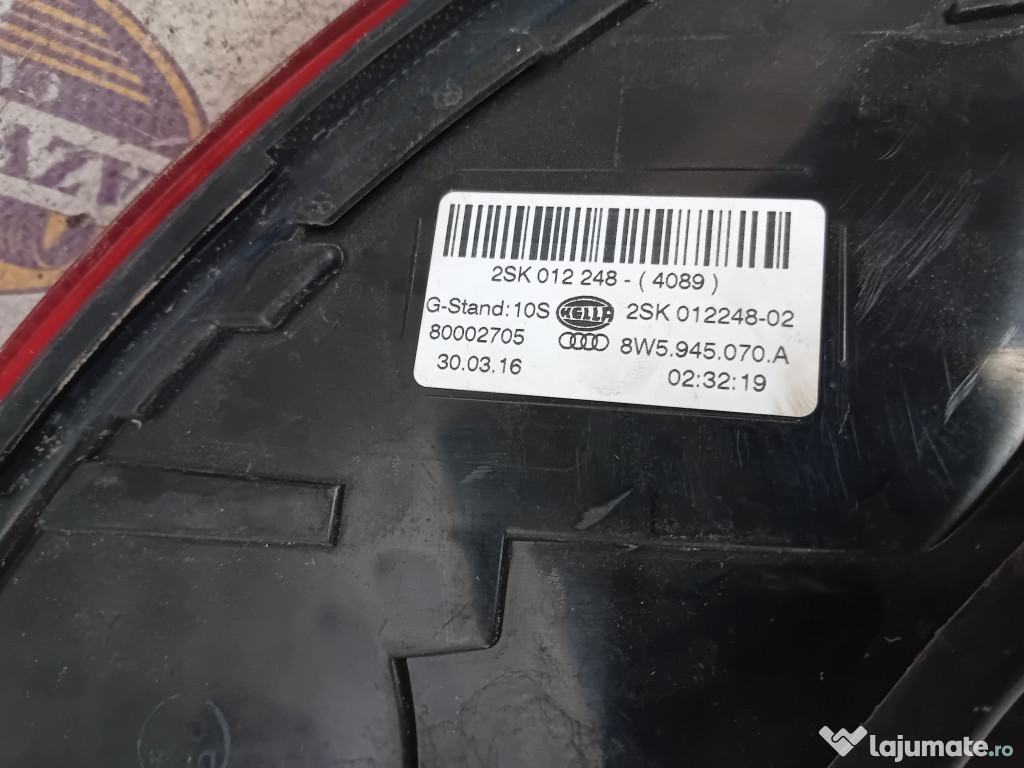 2SK 012 248 - ( 4089 )
G-Stand: 10S HELLA 2SK 012248-02
80002705 8W5.945.070.A
30.03.16 02:32:19
lajumate.ro